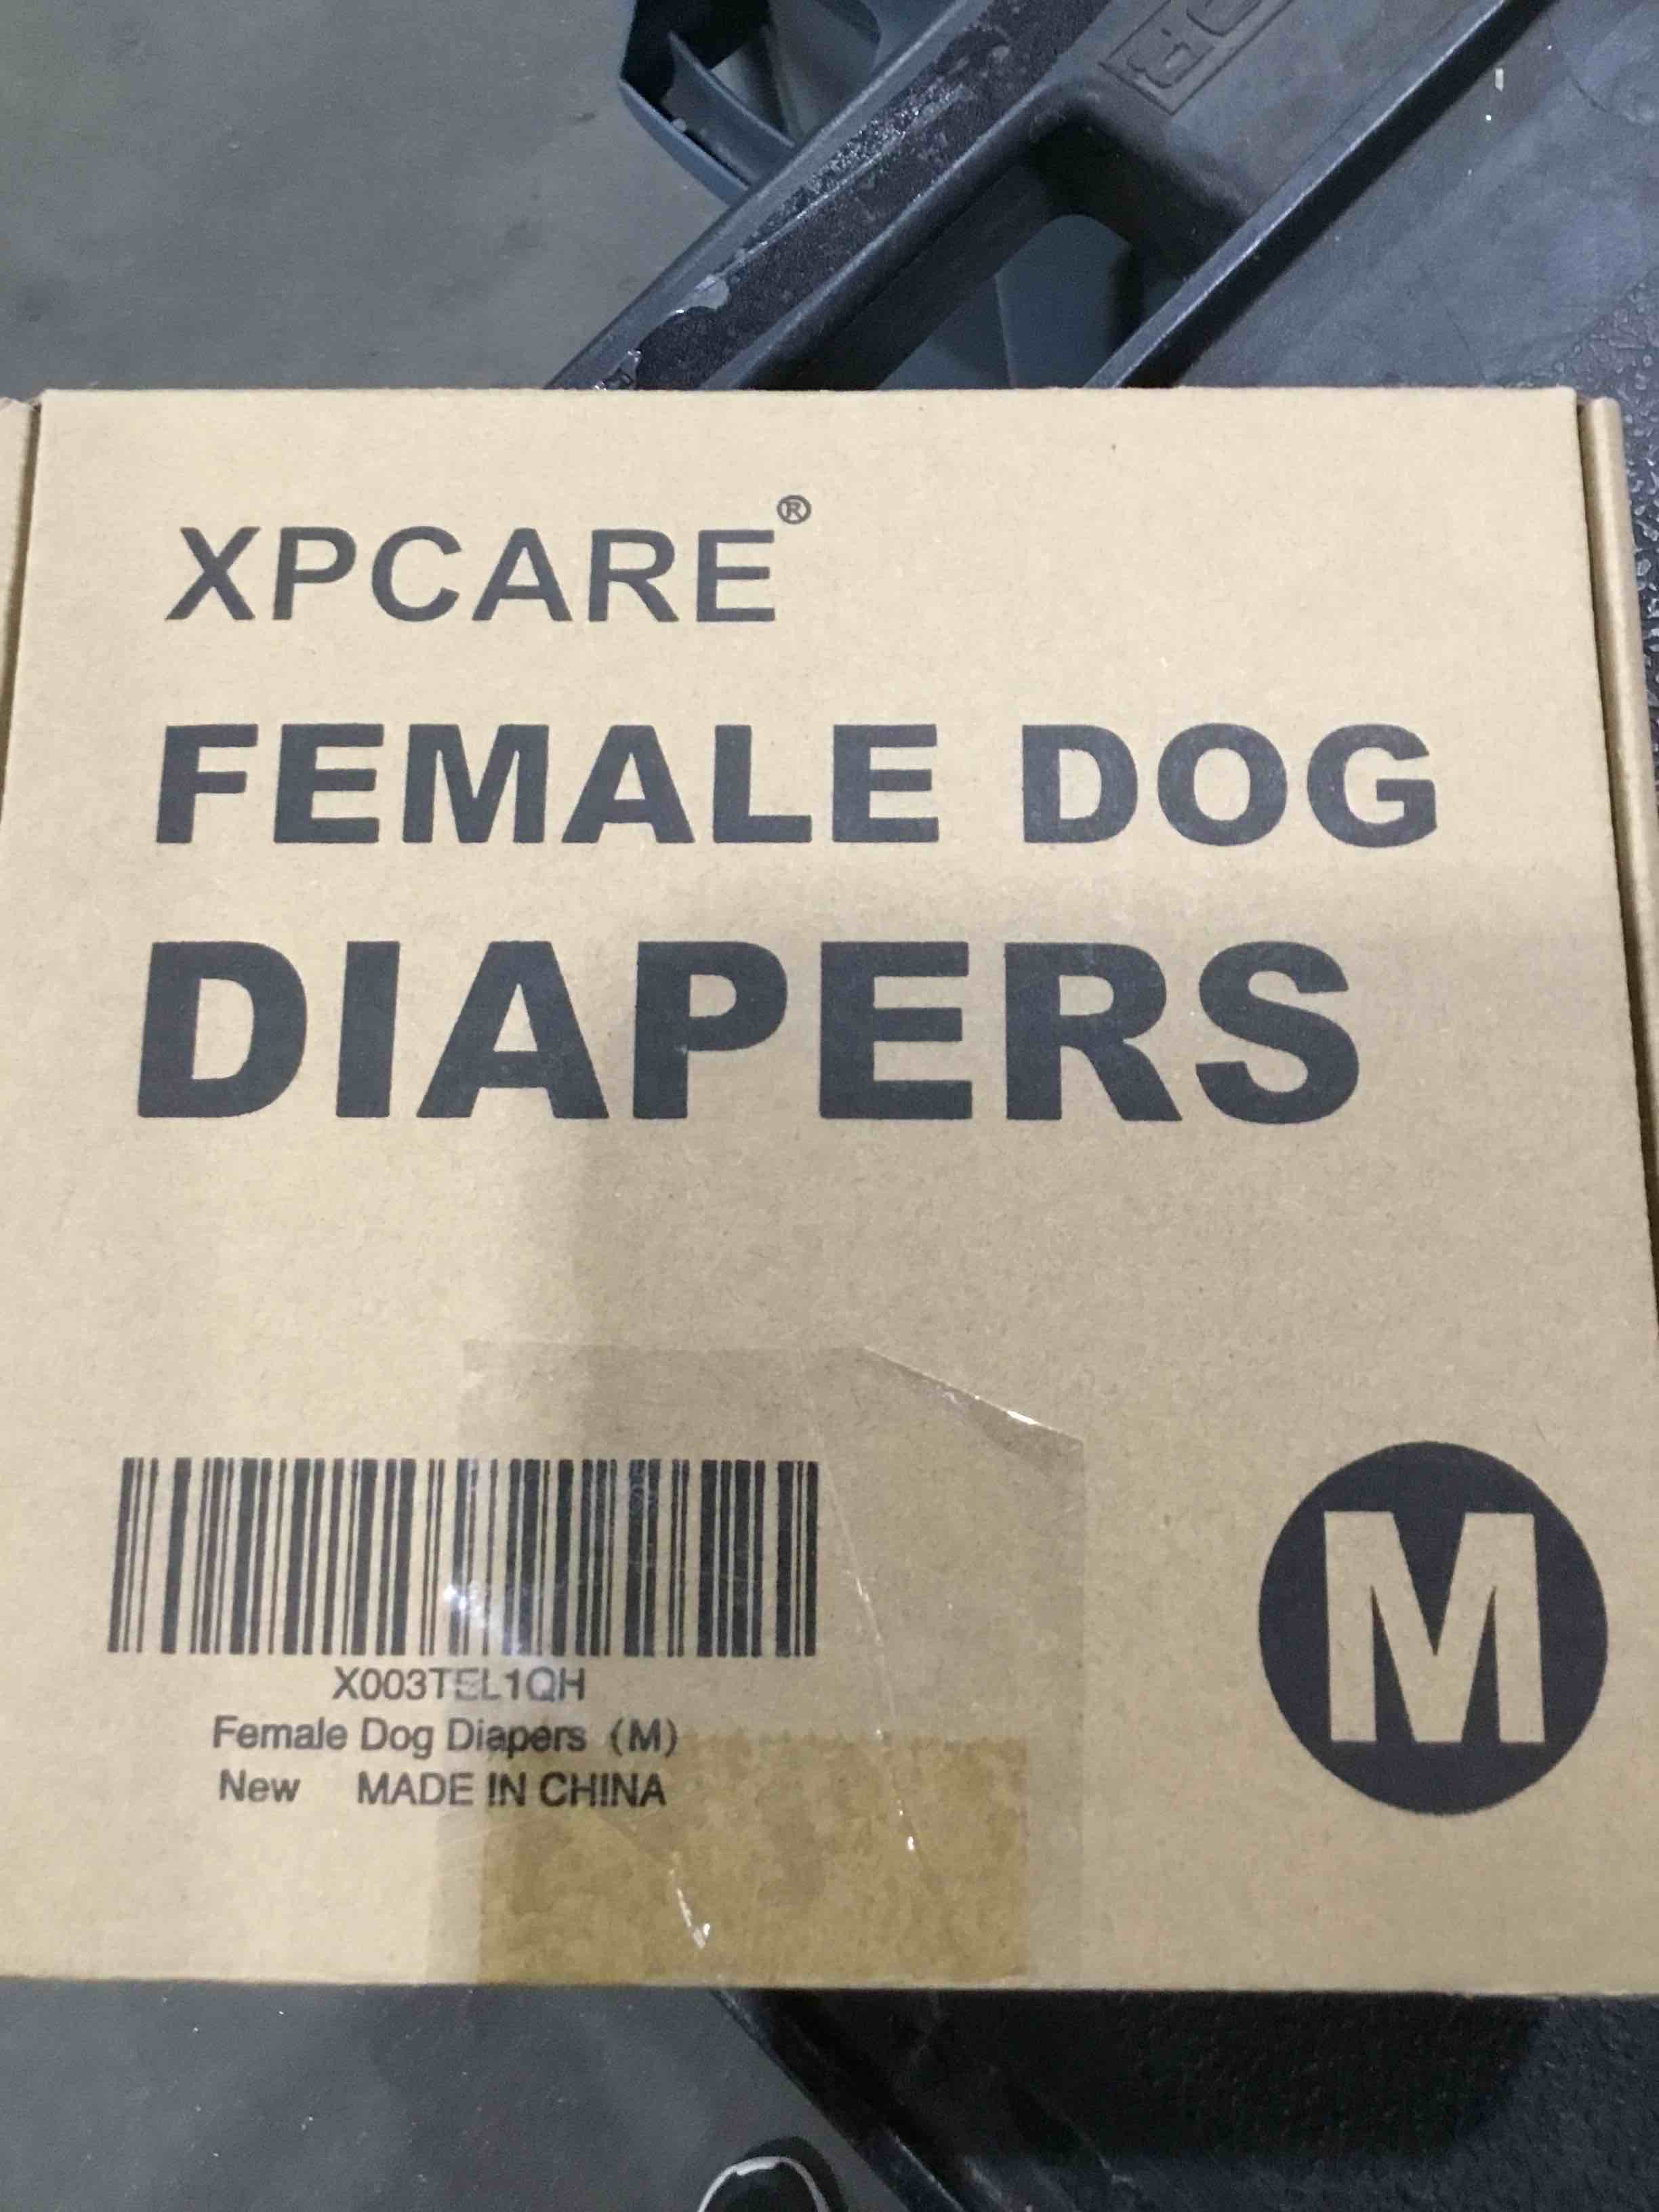 XPCARE®
FEMALE DOG
DIAPERS
X003TEL1QH
Female Dog Diapers (M)
New MADE IN CHINA
M